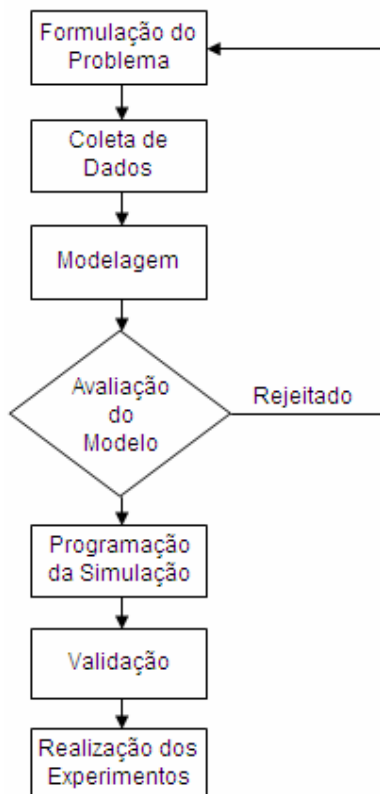 Formulação do
Problema
Coleta de
Dados
Modelagem
Avaliação
do
Modelo
Rejeitado
Programação
da Simulação
Validação
Realização dos
Experimentos